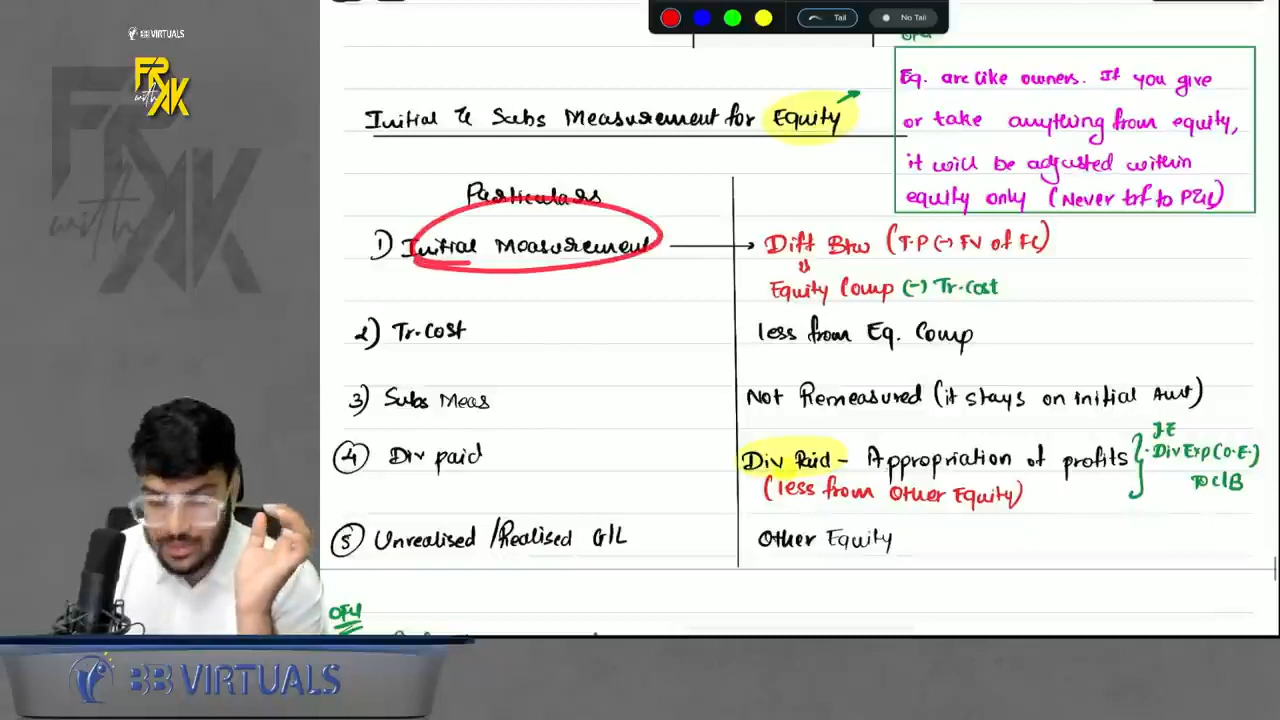 Tail
No Tail
BB VIRTUALS
FR
with
AK
FR
with
AK
Eq. are like owners. If you give
or take anything from equity,
it will be adjusted within
equity only (Never trf to P&L)
Initial & Subs Measurement for Equity
Particulars
1) Initial Measurement
Diff Btw (T.P (-) FV of FL)
Equity Comp (-) Tr.Cost
2) Tr.Cost
less from Eq. Comp
3) Subs Meas
Not Remeasured (it stays on initial Amt)
4 Div paid
Div Paid - Appropriation of profits
(less from Other Equity)
JE
Div Exp (O.E.)
To C/B
5 Unrealised /Realised G/L
Other Equity
BB VIRTUALS